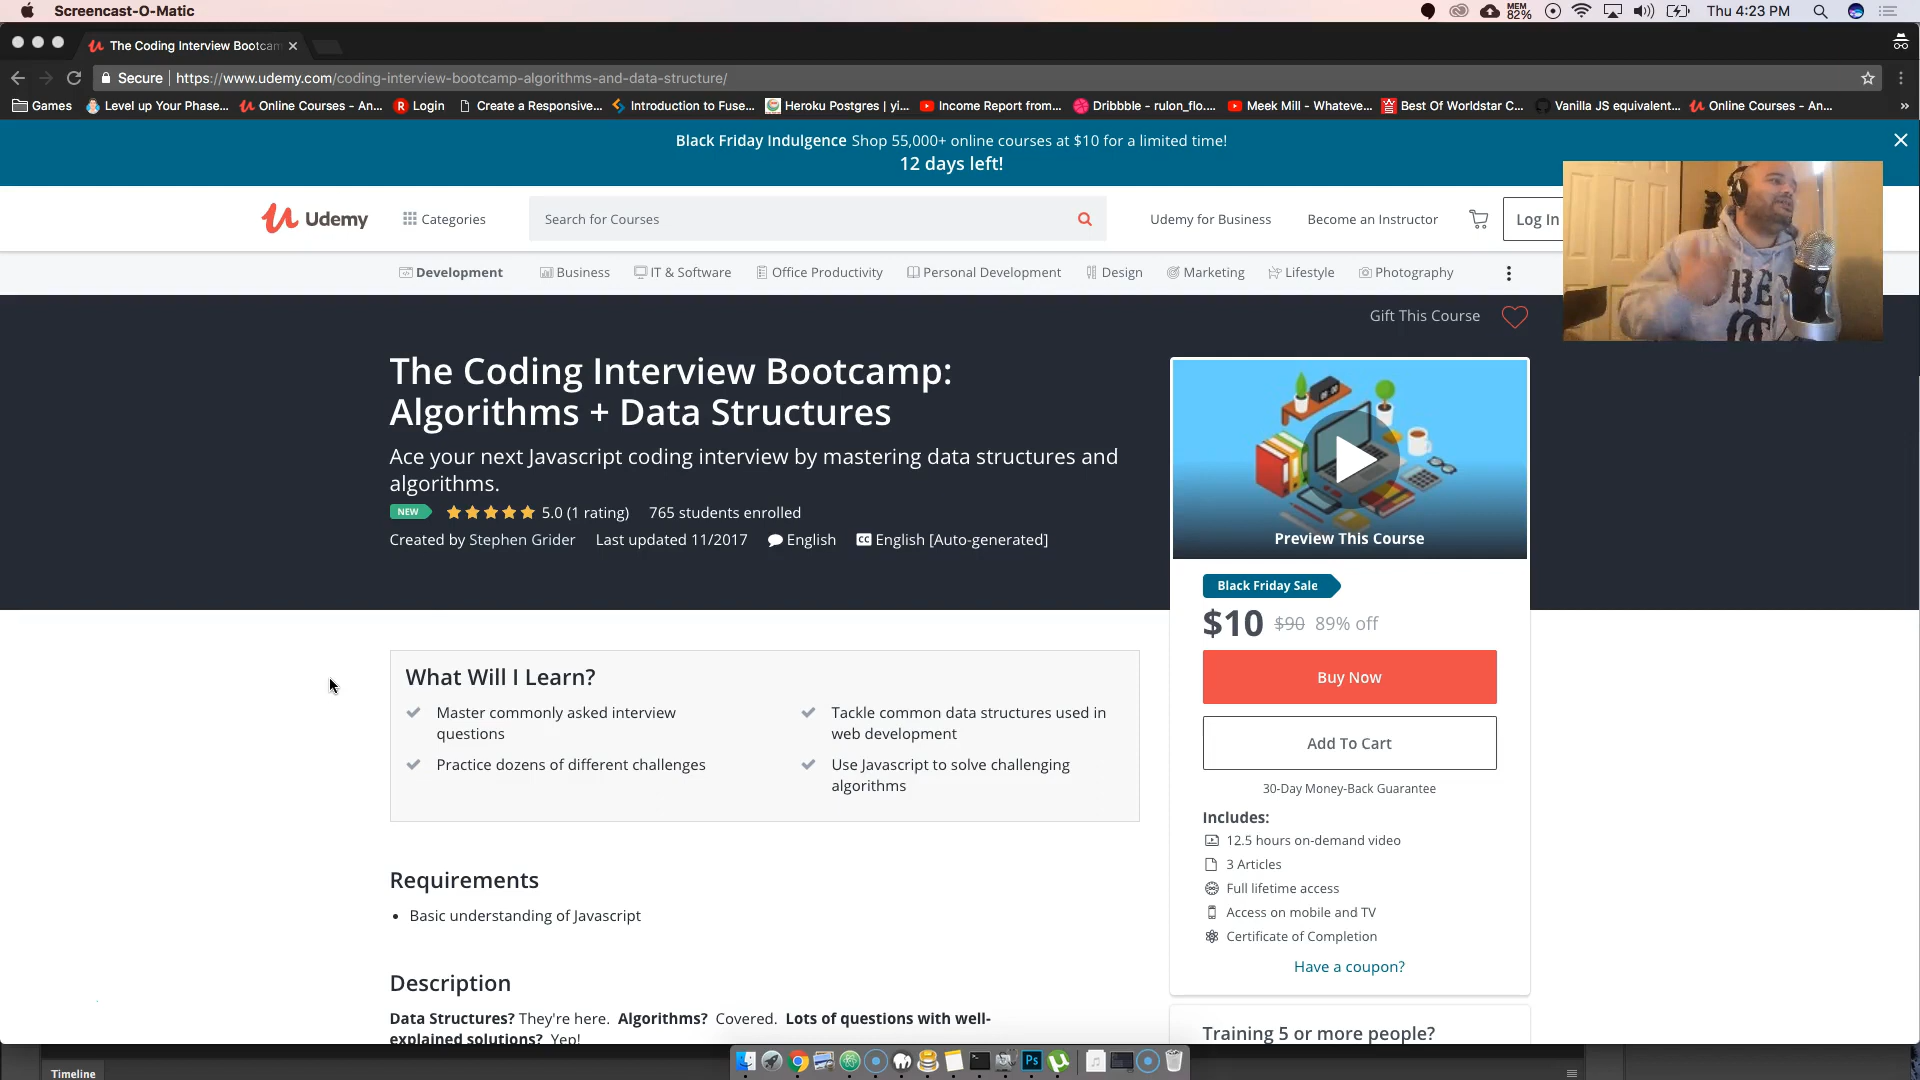 Screencast-O-Matic
MEM
82%
Thu 4:23 PM
The Coding Interview Bootcam
Secure
https://www.udemy.com/coding-interview-bootcamp-algorithms-and-data-structure/
Games
Level up Your Phase...
Online Courses - An...
Login
Create a Responsive...
Introduction to Fuse...
Heroku Postgres | yi...
Income Report from...
Dribbble - rulon_flo....
Meek Mill - Whateve...
Best Of Worldstar C...
Vanilla JS equivalent...
Online Courses - An...
»
Black Friday Indulgence Shop 55,000+ online courses at $10 for a limited time!
12 days left!
Udemy
Categories
Search for Courses
Udemy for Business
Become an Instructor
Log In
Development
Business
IT & Software
Office Productivity
Personal Development
Design
Marketing
Lifestyle
Photography
Gift This Course
The Coding Interview Bootcamp:
Algorithms + Data Structures
Ace your next Javascript coding interview by mastering data structures and
algorithms.
NEW 5.0 (1 rating) 765 students enrolled
Created by Stephen Grider Last updated 11/2017 English CC English [Auto-generated]
Preview This Course
Black Friday Sale
$10 $90 89% off
Buy Now
Add To Cart
30-Day Money-Back Guarantee
Includes:
12.5 hours on-demand video
3 Articles
Full lifetime access
Access on mobile and TV
Certificate of Completion
Have a coupon?
Training 5 or more people?
What Will I Learn?
Master commonly asked interview
questions
Practice dozens of different challenges
Tackle common data structures used in
web development
Use Javascript to solve challenging
algorithms
Requirements
• Basic understanding of Javascript
Description
Data Structures? They're here. Algorithms? Covered. Lots of questions with well-
explained solutions? Yep!
Ps
Timeline